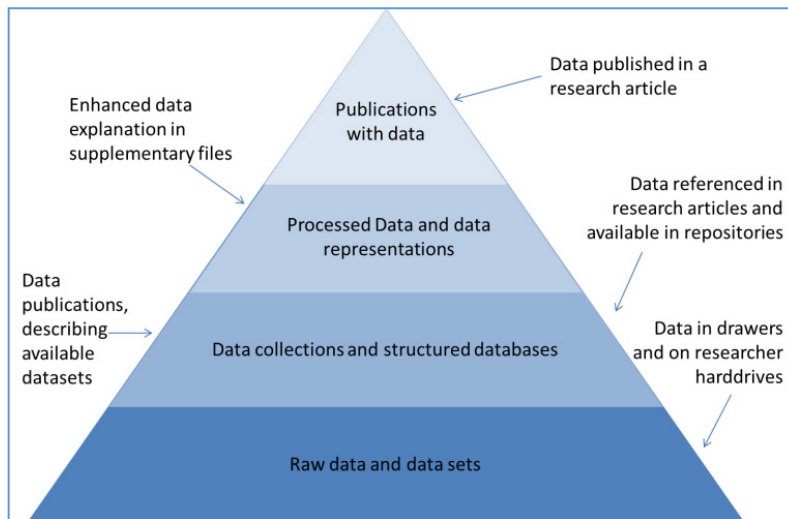 Publications
with data
Data published in a
research article
Enhanced data
explanation in
supplementary files
Processed Data and data
representations
Data referenced in
research articles and
available in repositories
Data
publications,
describing
available
datasets
Data collections and structured databases
Data in drawers
and on researcher
harddrives
Raw data and data sets